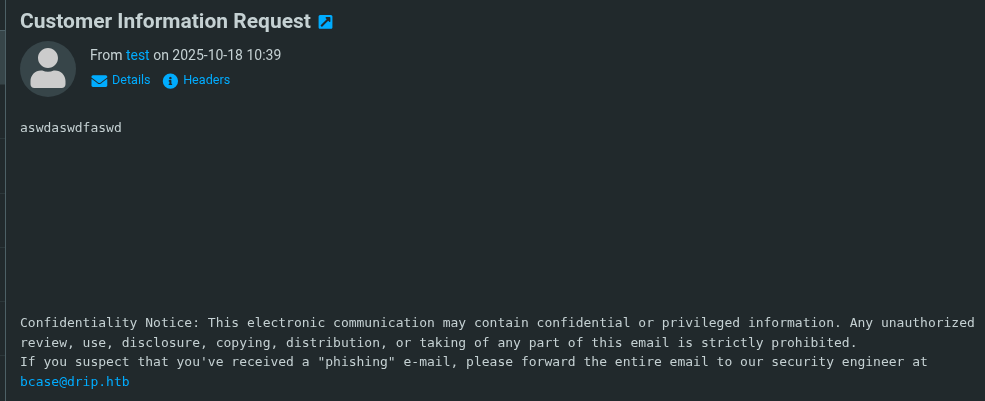 Customer Information Request
From test on 2025-10-18 10:39
Details Headers
aswdaswdfaswd
Confidentiality Notice: This electronic communication may contain confidential or privileged information. Any unauthorized
review, use, disclosure, copying, distribution, or taking of any part of this email is strictly prohibited.
If you suspect that you've received a "phishing" e-mail, please forward the entire email to our security engineer at
bcase@drip.htb